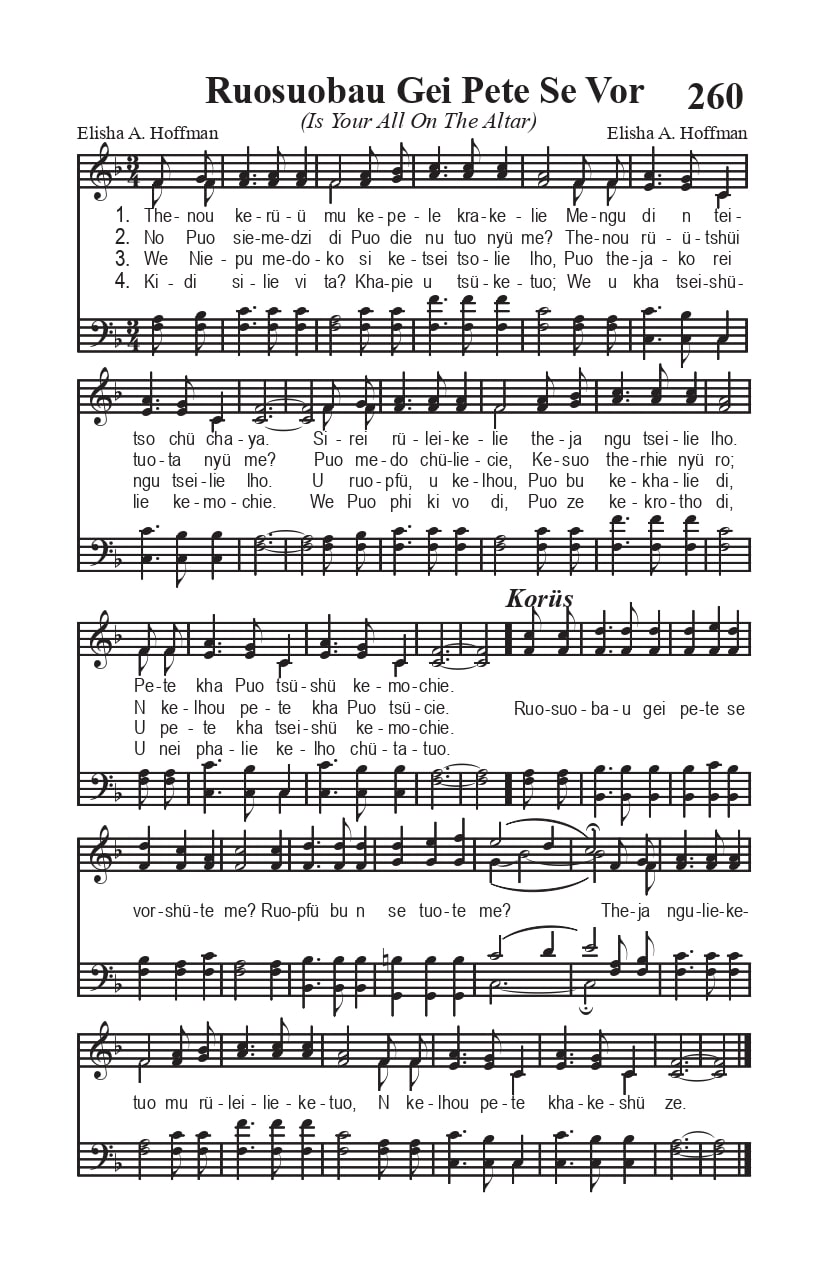 Ruosuobau Gei Pete Se Vor 260
(Is Your All On The Altar)
Elisha A. Hoffman Elisha A. Hoffman
3 4
1. The-nou ke-rü-ü mu ke-pe-le kra-ke-lie Me-ngu di n tei-
2. No Puo sie-me-dzi di Puo die nu tuo nyü me? The-nou rü-ü-tshüi
3. We Nie-pu me-do-ko si ke-tsei tso-lie lho, Puo the-ja-ko rei
4. Ki-di si-lie vi ta? Kha-pie u tsü-ke-tuo; We u kha tsei-shü-
3 4
tso chü cha-ya. Si-rei rü-lei-ke-lie the-ja ngu tsei-lie lho.
tuo-ta nyü me? Puo me-do chü-lie-cie, Ke-suo the-rhie nyü ro;
ngu tsei-lie lho. U ruo-pfü, u ke-lhou, Puo bu ke-kha-lie di,
lie ke-mo-chie. We Puo phi ki vo di, Puo ze ke-kro-tho di,
Korüs
Pe-te kha Puo tsü-shü ke-mo-chie.
N ke-lhou pe-te kha Puo tsü-cie. Ruo-suo-ba-u gei pe-te se
U pe-te kha tsei-shü ke-mo-chie.
U nei pha-lie ke-lho chü-ta-tuo.
vor-shü-te me? Ruo-pfü bu n se tuo-te me? The-ja ngu-lie-ke-
tuo mu rü-lei-lie-ke-tuo, N ke-lhou pe-te kha-ke-shü ze.